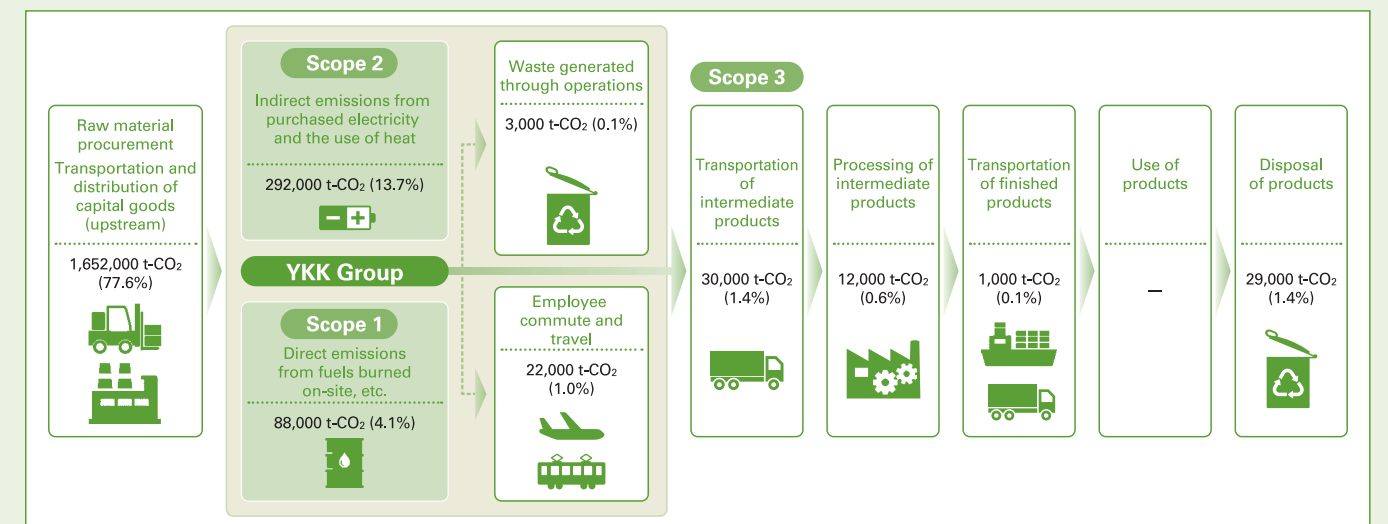 Raw material
procurement
Transportation and
distribution of
capital goods
(upstream)
1,652,000 t-CO₂
(77.6%)
Scope 2
Indirect emissions from
purchased electricity
and the use of heat
292,000 t-CO₂ (13.7%)
YKK Group
Scope 1
Direct emissions
from fuels burned
on-site, etc.
88,000 t-CO₂ (4.1%)
Waste generated
through operations
3,000 t-CO₂ (0.1%)
Employee
commute and
travel
22,000 t-CO₂
(1.0%)
Scope 3
Transportation
of
intermediate
products
30,000 t-CO₂
(1.4%)
Processing of
intermediate
products
12,000 t-CO₂
(0.6%)
Transportation
of finished
products
1,000 t-CO₂
(0.1%)
Use of
products
—
Disposal
of products
29,000 t-CO₂
(1.4%)